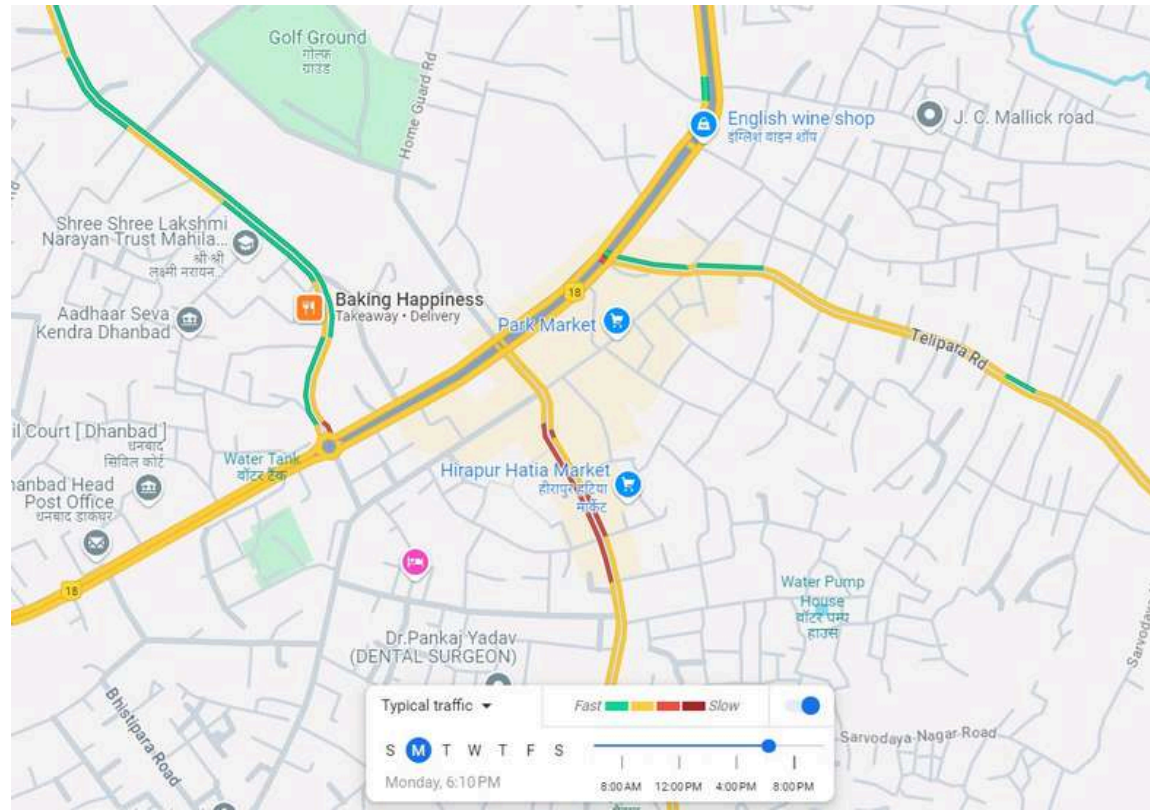 Golf Ground
गोल्फ़
ग्राउंड
Home Guard Rd
English wine shop
इंग्लिश वाइन शॉप
J. C. Mallick road
Shree Shree Lakshmi
Narayan Trust Mahila...
श्री श्री
लक्ष्मी नरायन
Baking Happiness
Takeaway • Delivery
18
Aadhaar Seva
Kendra Dhanbad
Park Market
Telipara Rd
il Court [ Dhanbad ]
धनबाद
सिविल कोर्ट
Water Tank
वॉटर टैंक
Hirapur Hatia Market
हीरापुर हटिया
मार्केट
hanbad Head
Post Office
धनबाद डाकघर
18
Water Pump
House
वॉटर पम्प
हाउस
Dr.Pankaj Yadav
(DENTAL SURGEON)
Bhistipara Road
Sarvodaya
Sarvodaya Nagar Road
Typical traffic
Fast
Slow
S M T W T F S
Monday, 6:10 PM
8:00 AM 12:00 PM 4:00 PM 8:00 PM